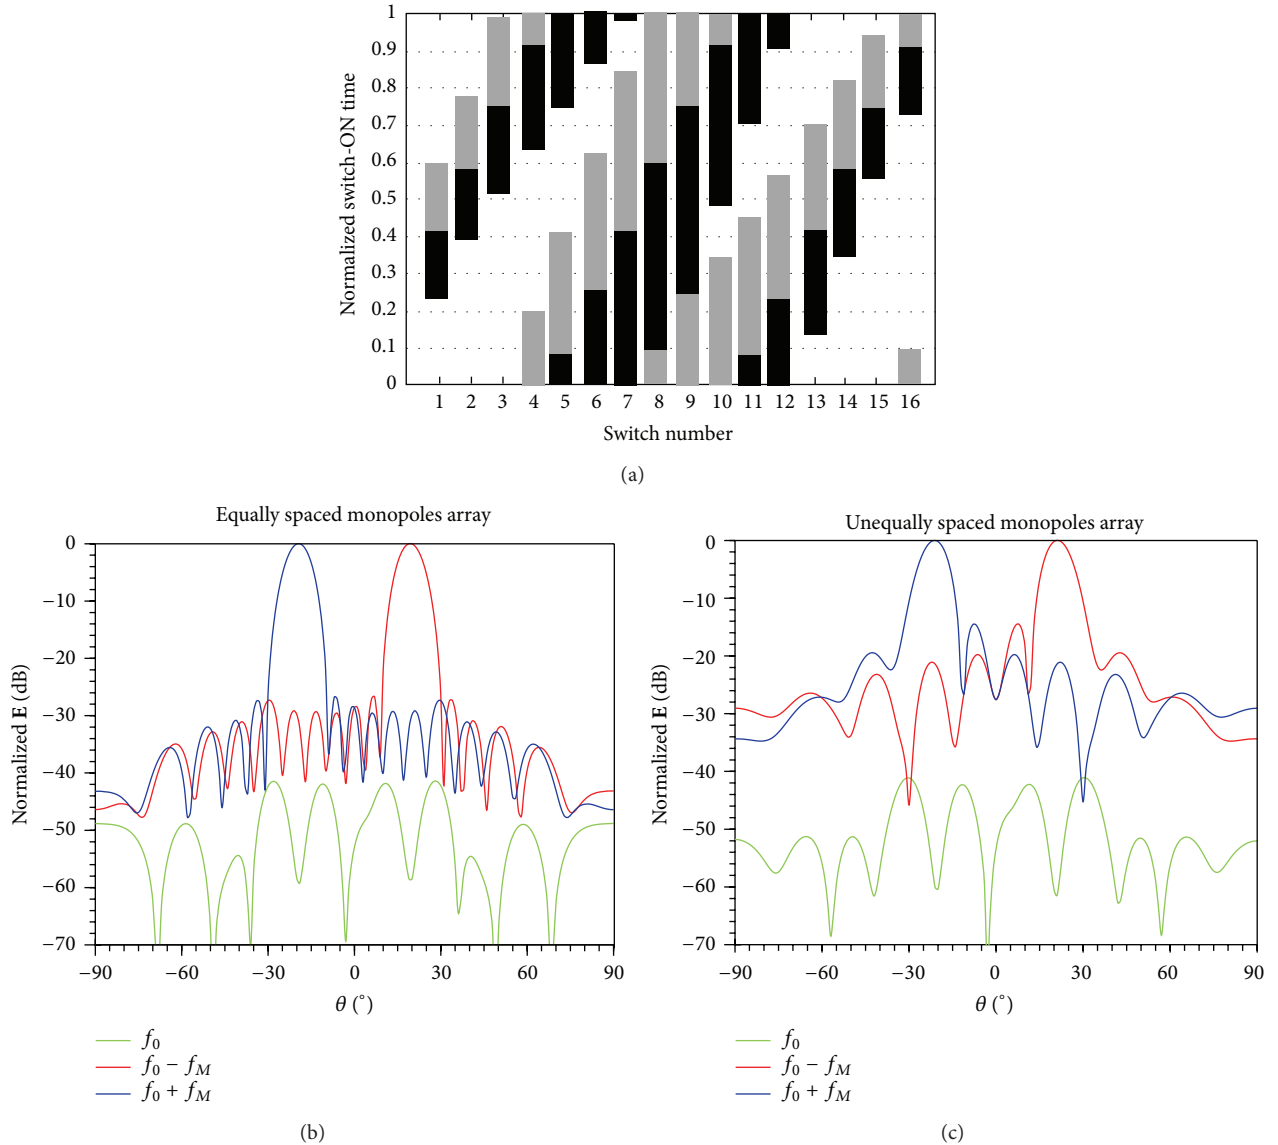 1
0.9
0.8
0.7
0.6
0.5
0.4
0.3
0.2
0.1
0
Normalized switch-ON time
1 2 3 4 5 6 7 8 9 10 11 12 13 14 15 16
Switch number
(a)
Equally spaced monopoles array
0
−10
−20
−30
−40
−50
−60
−70
Normalized E (dB)
−90 −60 −30 0 30 60 90
θ (°)
f0
f0 − fM
f0 + fM
(b)
Unequally spaced monopoles array
0
−10
−20
−30
−40
−50
−60
−70
Normalized E (dB)
−90 −60 −30 0 30 60 90
θ (°)
f0
f0 − fM
f0 + fM
(c)